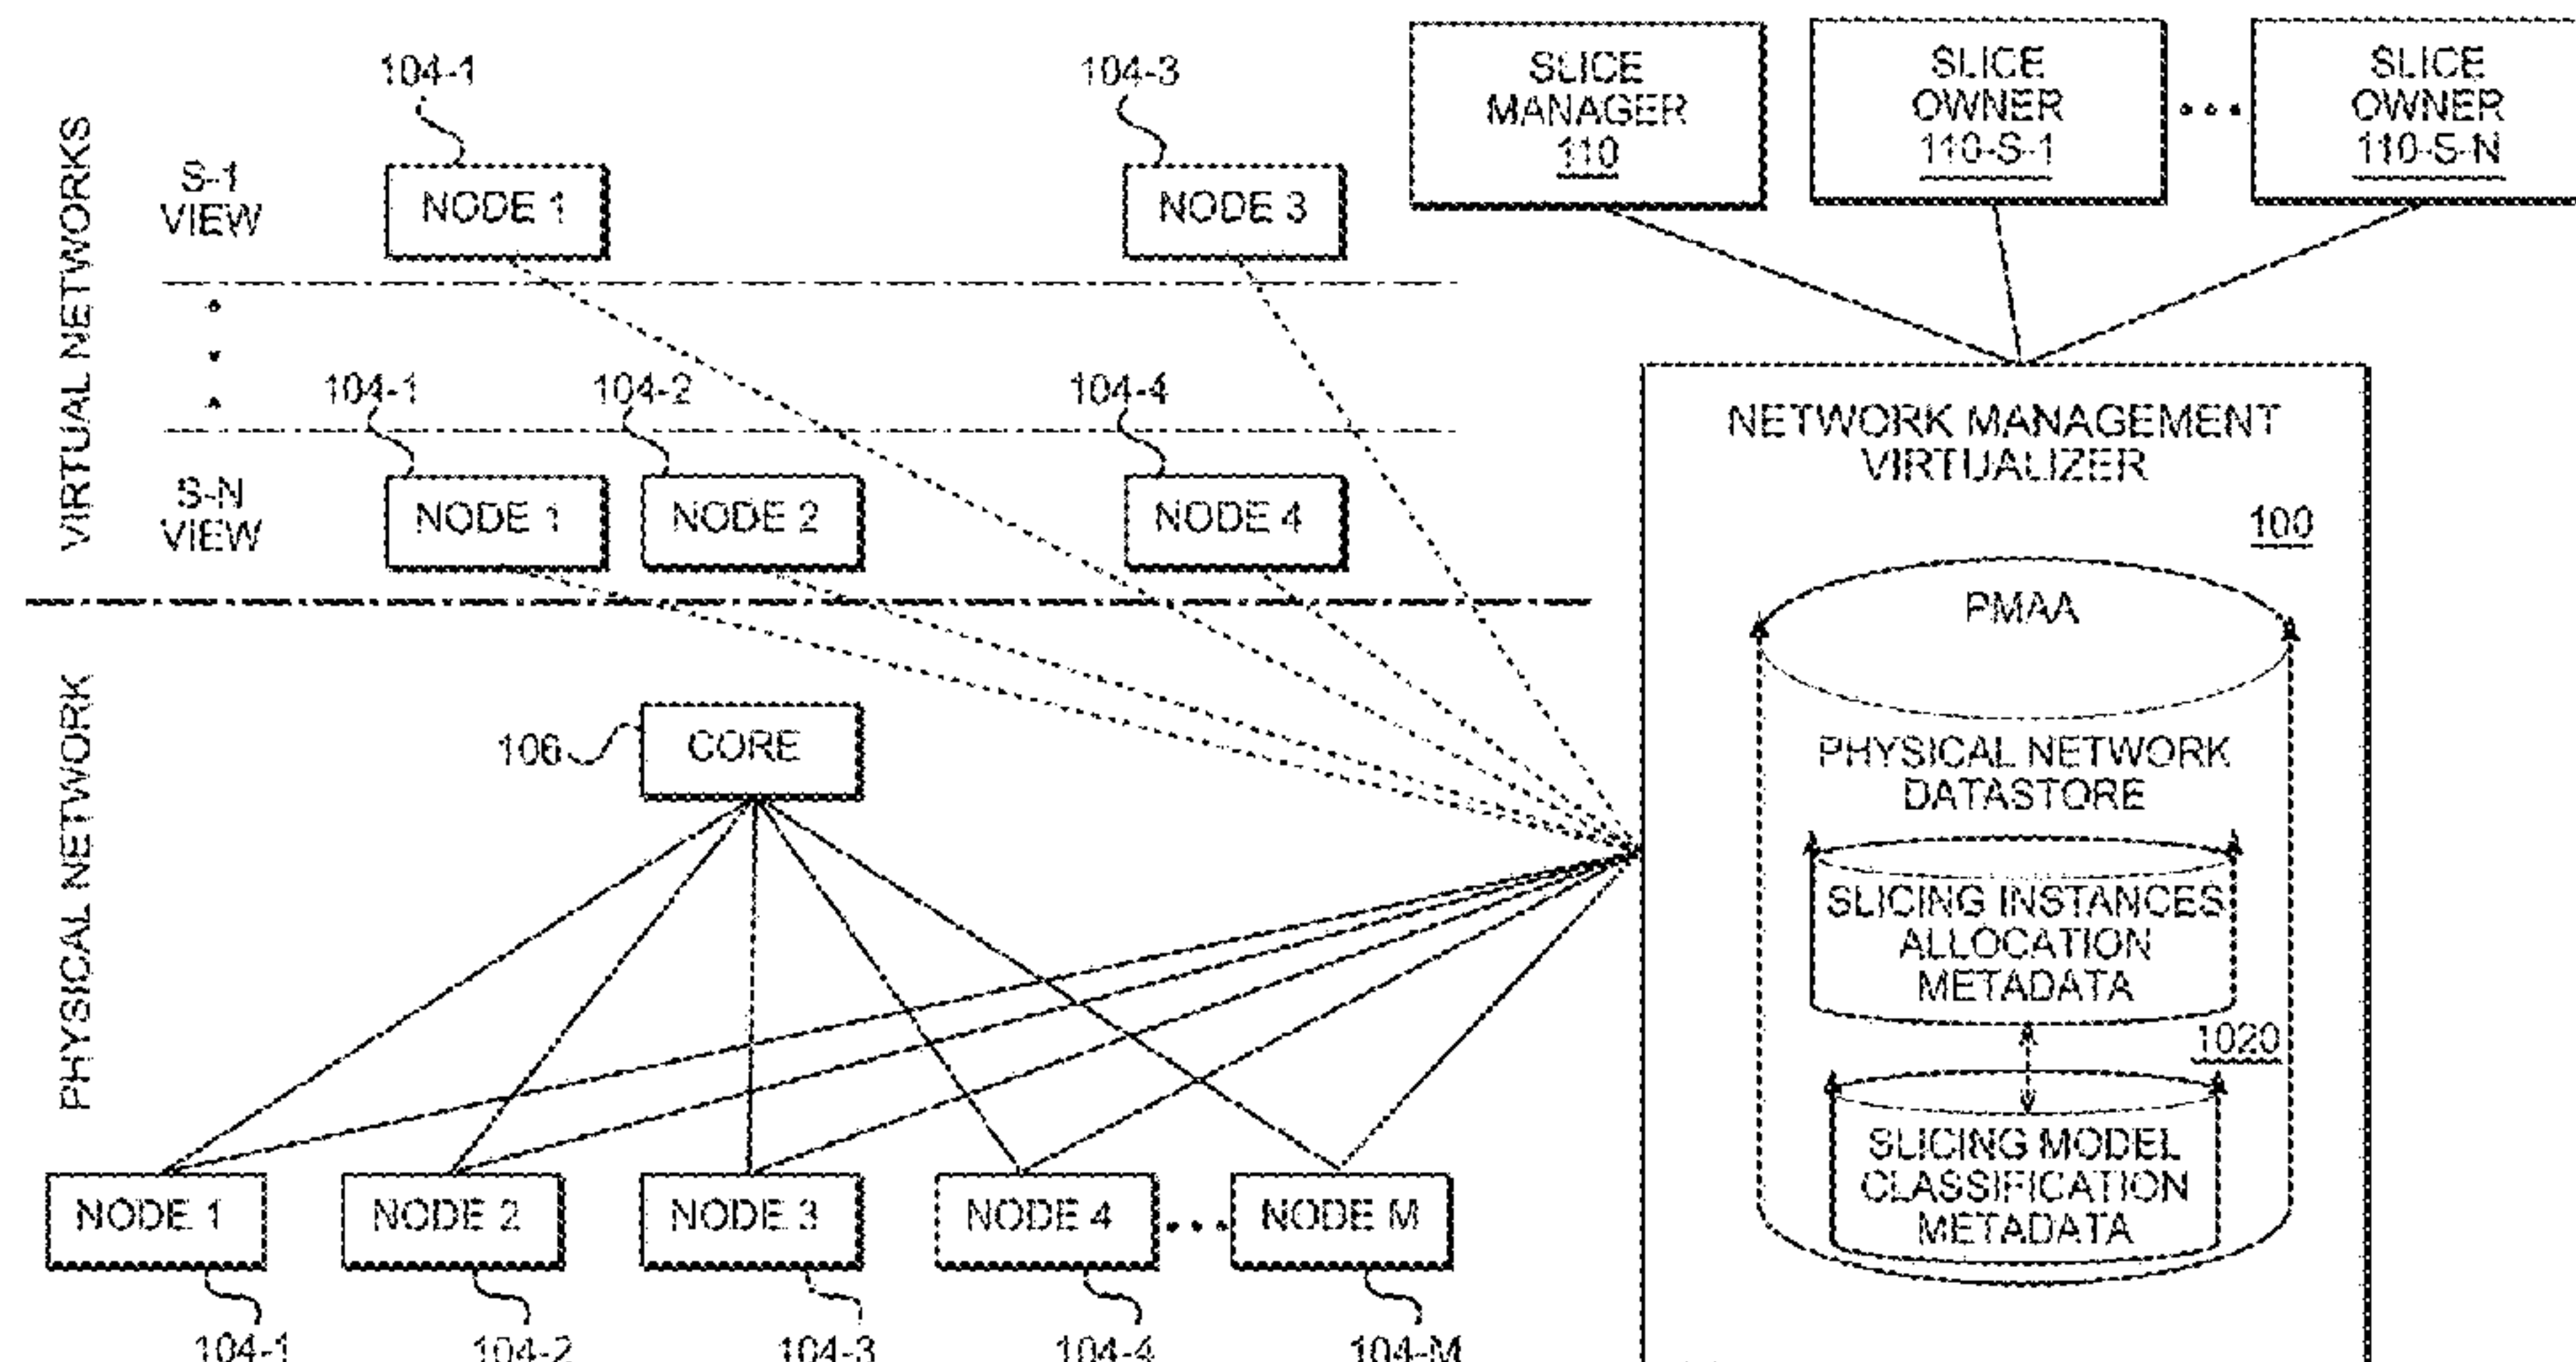 104-1
104-3
SLICE
MANAGER
110
SLICE
OWNER
110-S-1
SLICE
OWNER
110-S-N
VIRTUAL NETWORKS
S-1
VIEW
NODE 1
NODE 3
104-1
104-2
104-4
S-N
VIEW
NODE 1
NODE 2
NODE 4
NETWORK MANAGEMENT
VIRTUALIZER
100
PMAA
PHYSICAL NETWORK
DATASTORE
SLICING INSTANCES
ALLOCATION
METADATA
1020
SLICING MODEL
CLASSIFICATION
METADATA
PHYSICAL NETWORK
106
CORE
NODE 1
NODE 2
NODE 3
NODE 4
NODE M
104-1
104-2
104-3
104-4
104-M